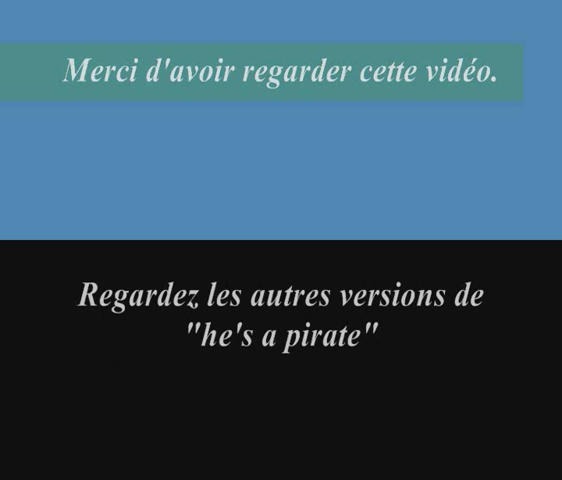 Merci d'avoir regarder cette vidéo.
Regardez les autres versions de
"he's a pirate"